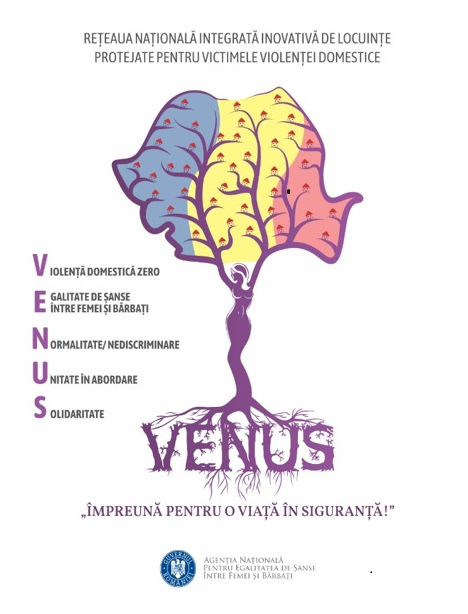 REȚEAUA NAȚIONALĂ INTEGRATĂ INOVATIVĂ DE LOCUINȚE
PROTEJATE PENTRU VICTIMELE VIOLENȚEI DOMESTICE
VIOLENȚĂ DOMESTICĂ ZERO
EGALITATE DE ȘANSE
ÎNTRE FEMEI ȘI BĂRBAȚI
NORMALITATE/ NEDISCRIMINARE
UNITATE ÎN ABORDARE
SOLIDARITATE
VENUS
„ÎMPREUNĂ PENTRU O VIAȚĂ ÎN SIGURANȚĂ!”
GUVERNUL ROMÂNIEI
AGENȚIA NAȚIONALĂ
PENTRU EGALITATEA DE ȘANSE
ÎNTRE FEMEI ȘI BĂRBAȚI